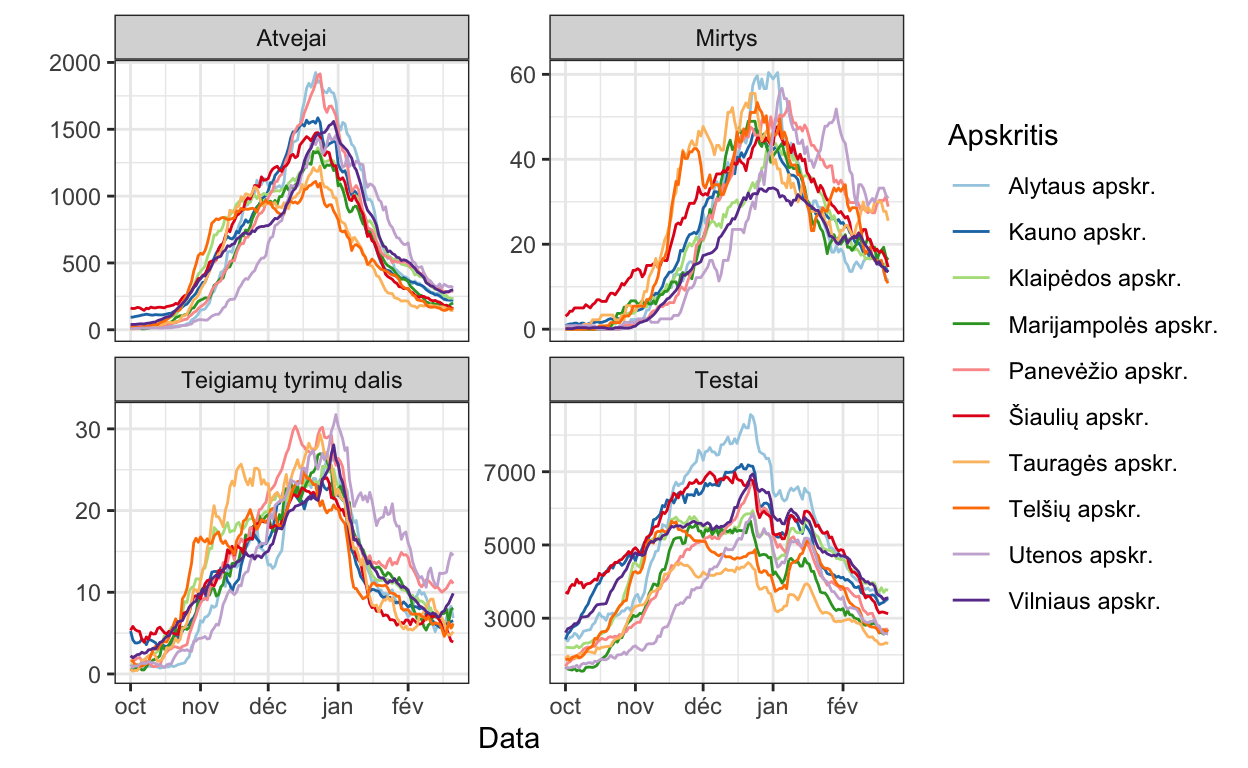 Atvejai
Mirtys
2000
1500
1000
500
0
60
40
20
0
Teigiamų tyrimų dalis
Testai
30
20
10
0
7000
5000
3000
oct nov déc jan fév
oct nov déc jan fév
Data
Apskritis
Alytaus apskr.
Kauno apskr.
Klaipėdos apskr.
Marijampolės apskr.
Panevėžio apskr.
Šiaulių apskr.
Tauragės apskr.
Telšių apskr.
Utenos apskr.
Vilniaus apskr.